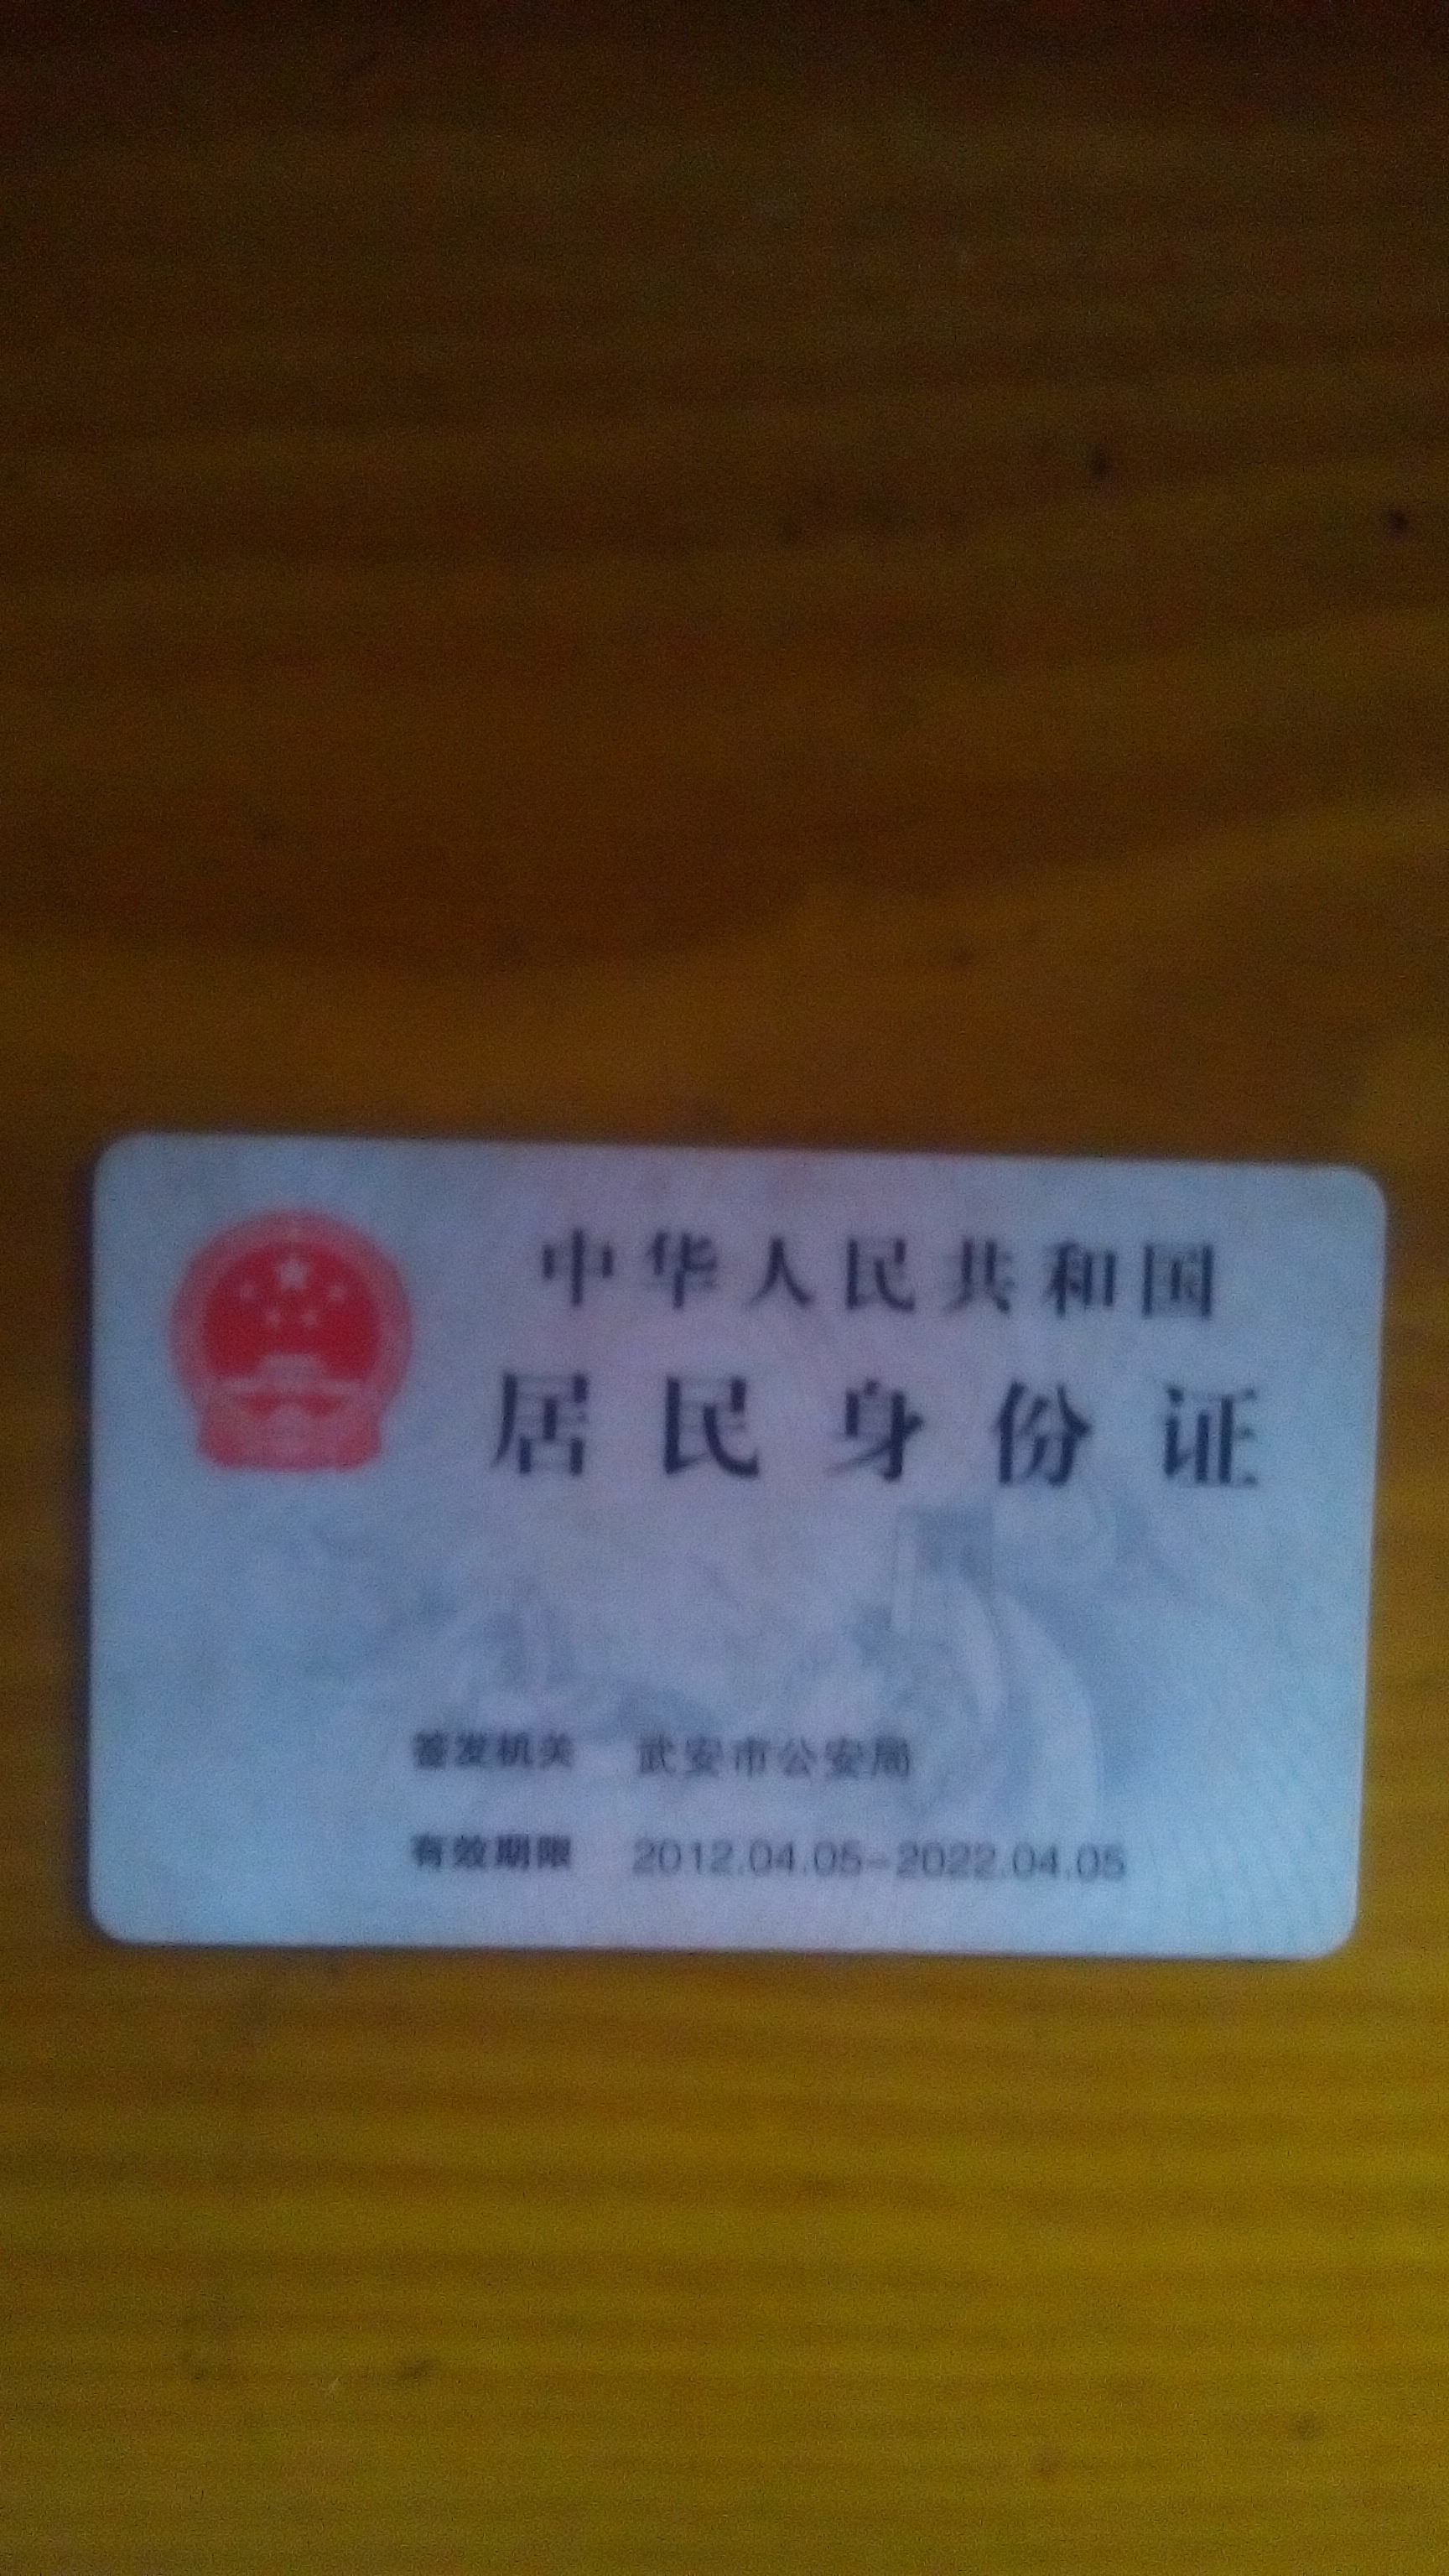 中华人民共和国
居民身份证
签发机关 武安市公安局
有效期限 2012.04.05-2022.04.05